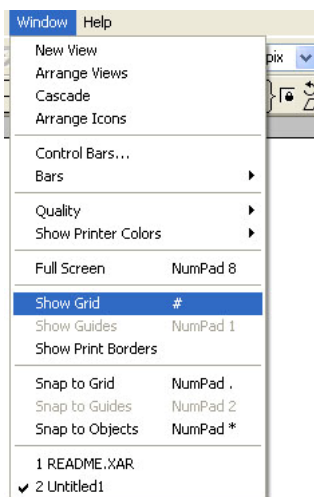 Window Help
pix
New View
Arrange Views
Cascade
Arrange Icons
Control Bars...
Bars
Quality
Show Printer Colors
Full Screen NumPad 8
Show Grid #
Show Guides NumPad 1
Show Print Borders
Snap to Grid NumPad .
Snap to Guides NumPad 2
Snap to Objects NumPad *
1 README.XAR
2 Untitled1